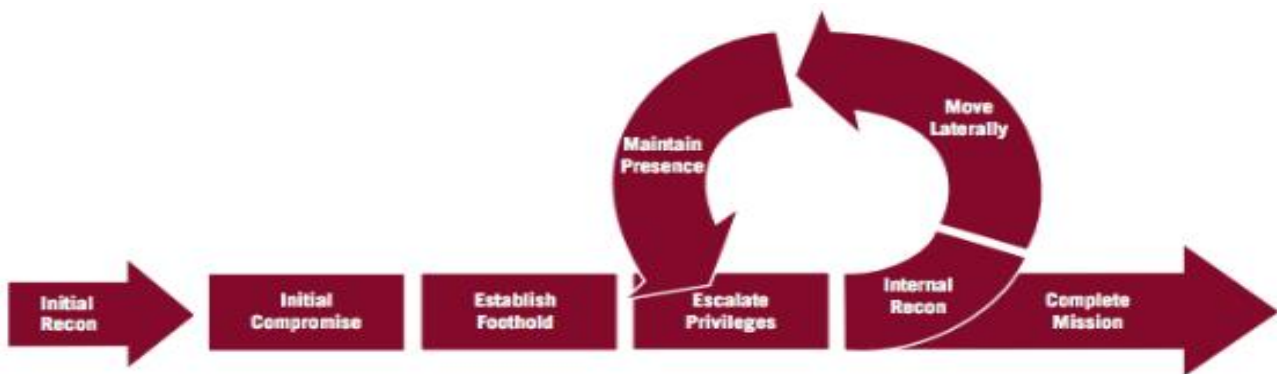 Move
Laterally
Maintain
Presence
Initial
Recon
Initial
Compromise
Establish
Foothold
Escalate
Privileges
Internal
Recon
Complete
Mission